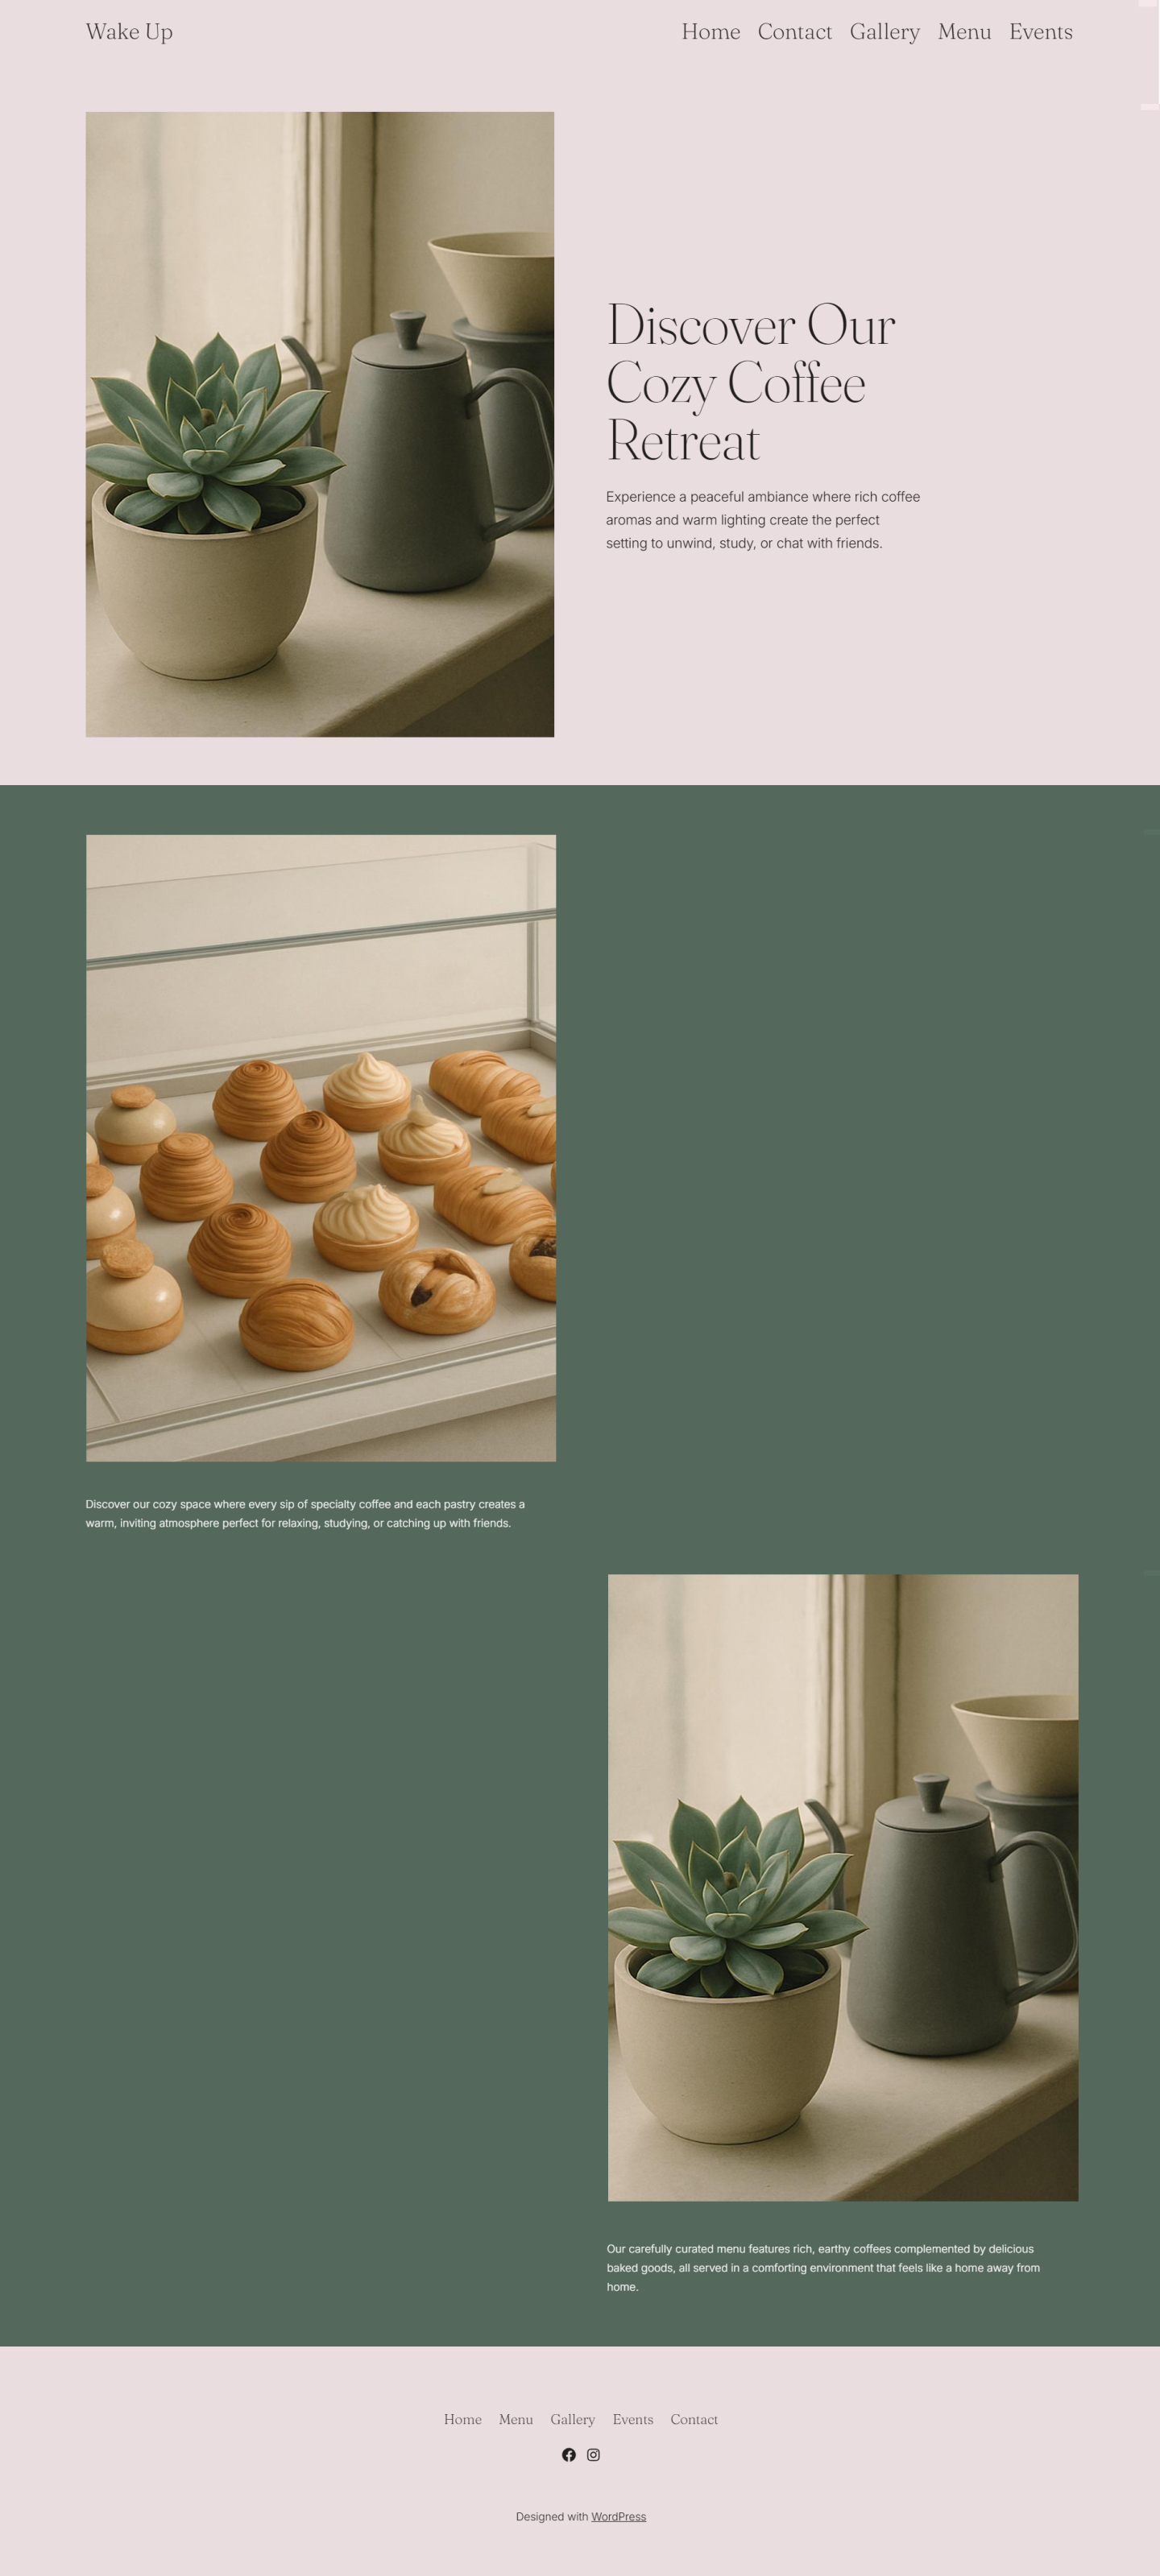 Wake Up
Home Contact Gallery Menu Events
Discover Our
Cozy Coffee
Retreat
Experience a peaceful ambiance where rich coffee
aromas and warm lighting create the perfect
setting to unwind, study, or chat with friends.
Discover our cozy space where every sip of specialty coffee and each pastry creates a
warm, inviting atmosphere perfect for relaxing, studying, or catching up with friends.
Our carefully curated menu features rich, earthy coffees complemented by delicious
baked goods, all served in a comforting environment that feels like a home away from
home.
Home Menu Gallery Events Contact
Designed with WordPress